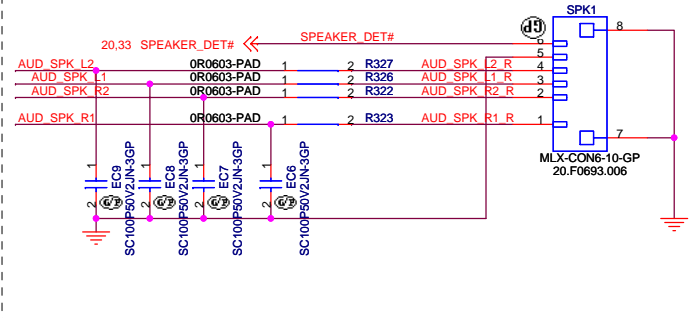 SPK1
GP
8
20,33 SPEAKER_DET#
SPEAKER_DET#
6
5
AUD_SPK_L2 0R0603-PAD 1 2 R327 AUD_SPK_L2_R 4
AUD_SPK_L1 1 2 R326 AUD_SPK_L1_R 3
AUD_SPK_R2 1 2 R322 AUD_SPK_R2_R 2
0R0603-PAD
AUD_SPK_R1 0R0603-PAD 1 2 R323 AUD_SPK_R1_R 1
7
MLX-CON6-10-GP
20.F0693.006
1 2 EC9 SC100P50V2JN-3GP
1 2 EC8 SC100P50V2JN-3GP
1 2 EC7 SC100P50V2JN-3GP
1 2 EC6 SC100P50V2JN-3GP